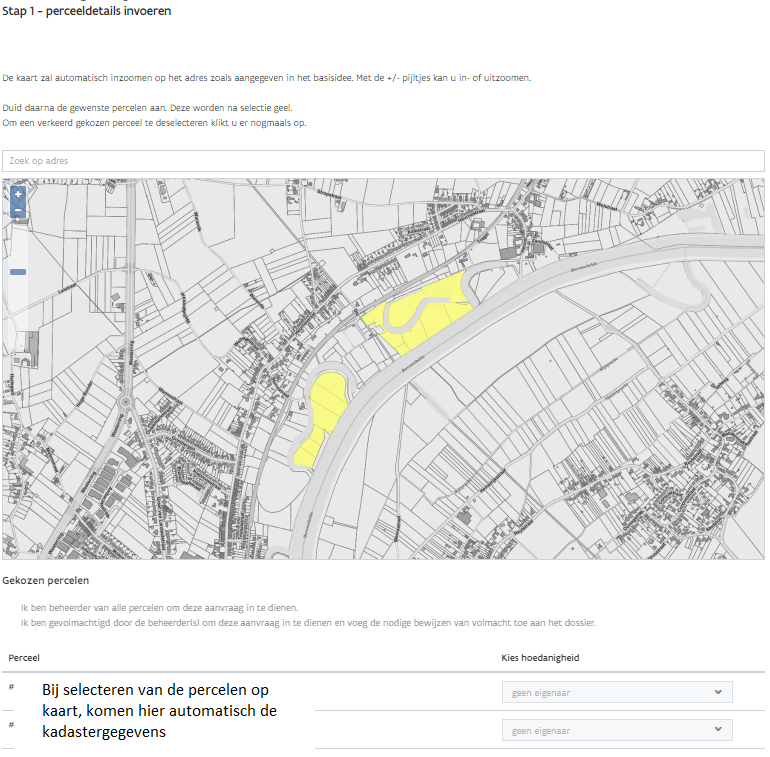 Stap 1 - perceeldetails invoeren
De kaart zal automatisch inzoomen op het adres zoals aangegeven in het basisidee. Met de +/- pijltjes kan u in- of uitzoomen.
Duid daarna de gewenste percelen aan. Deze worden na selectie geel.
Om een verkeerd gekozen perceel te deselecteren klikt u er nogmaals op.
Zoek op adres
+
-
Gekozen percelen
Ik ben beheerder van alle percelen om deze aanvraag in te dienen.
Ik ben gevolmachtigd door de beheerder(s) om deze aanvraag in te dienen en voeg de nodige bewijzen van volmacht toe aan het dossier.
Perceel Kies hoedanigheid
# geen eigenaar
Bij selecteren van de percelen op
kaart, komen hier automatisch de
kadastergegevens
# geen eigenaar